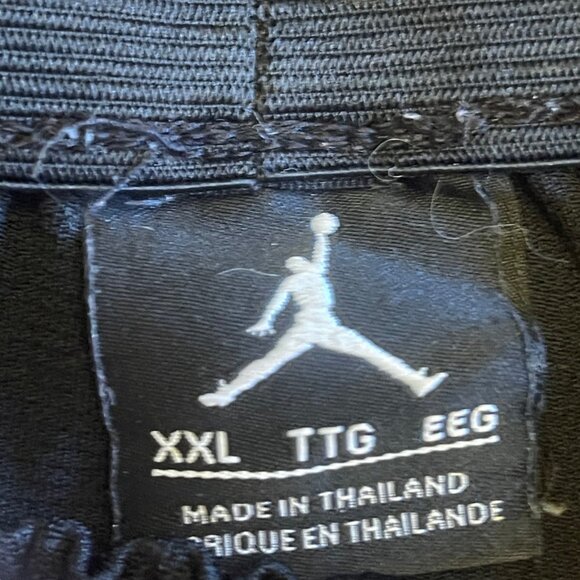 XXL TTG EEG
MADE IN THAILAND
RIQUE EN THAILANDE